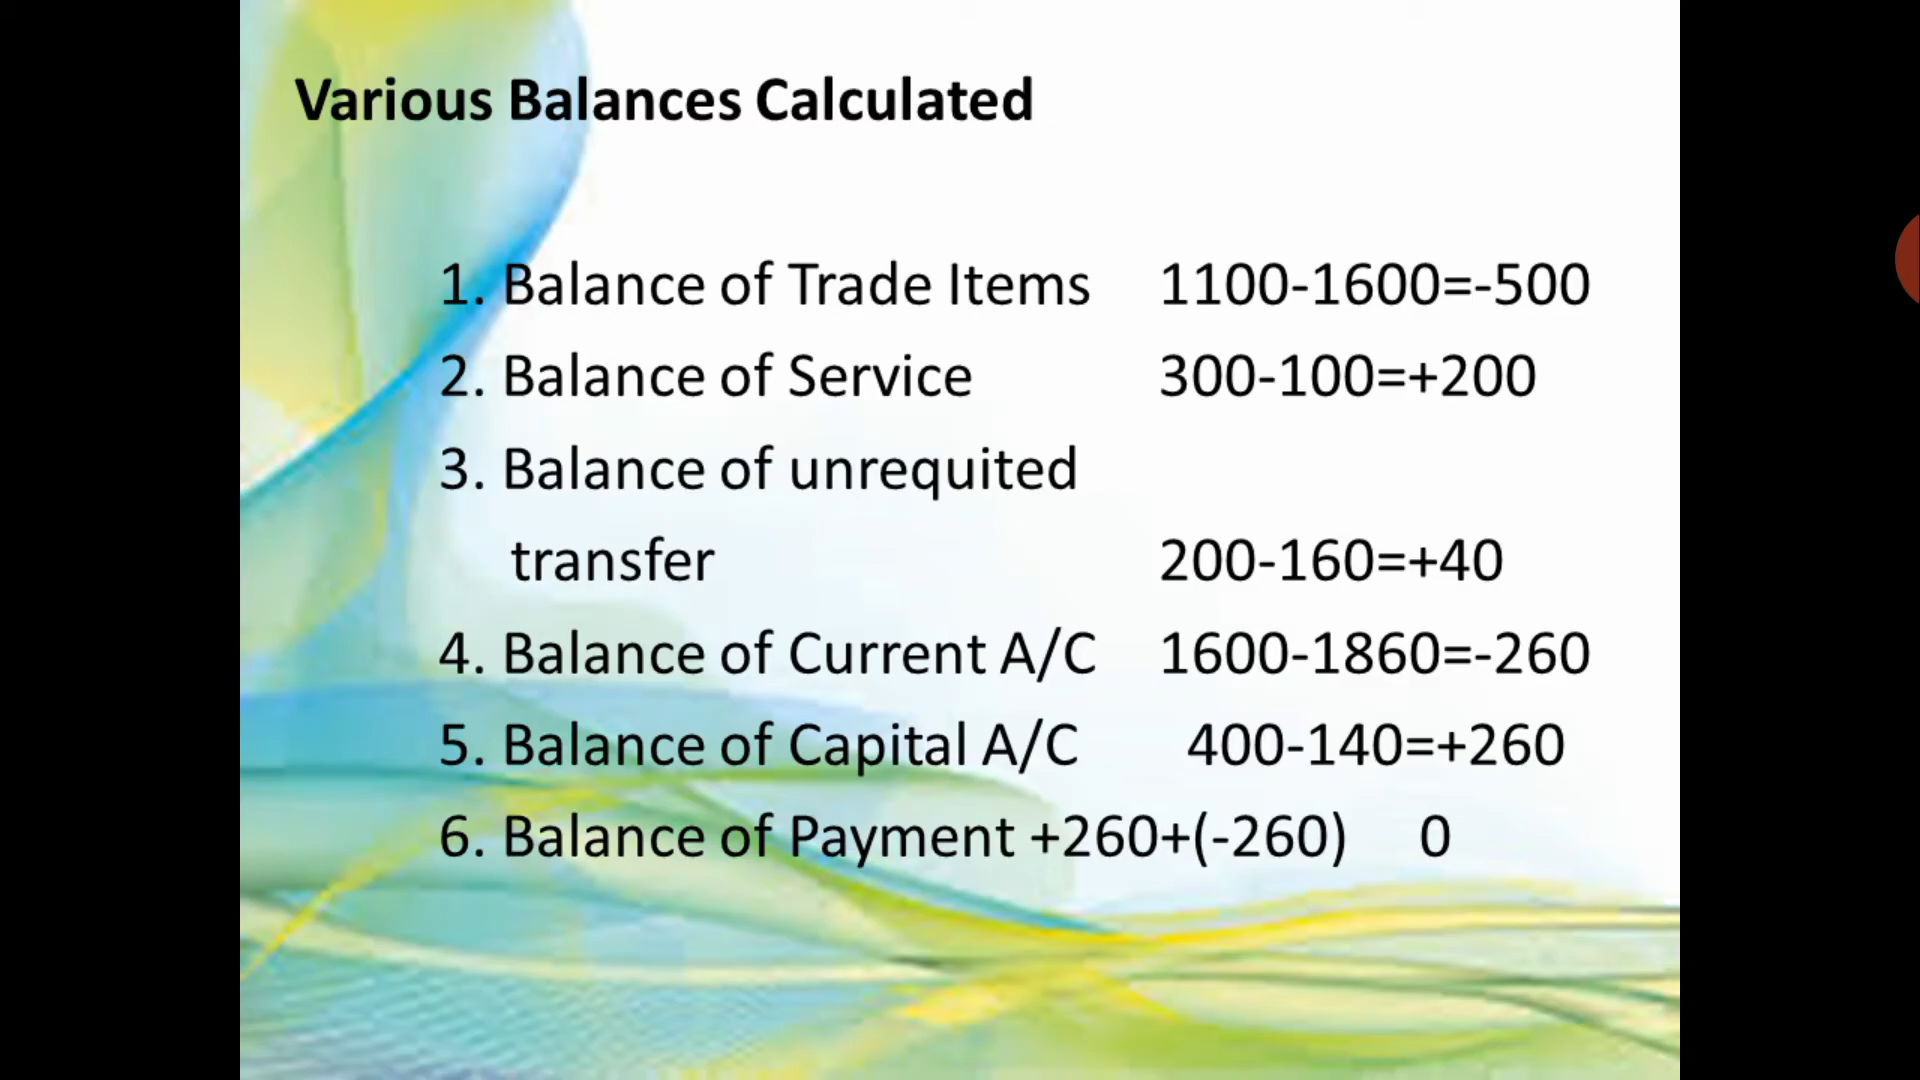 Various Balances Calculated
1. Balance of Trade Items 1100-1600=-500
2. Balance of Service 300-100=+200
3. Balance of unrequited
transfer 200-160=+40
4. Balance of Current A/C 1600-1860=-260
5. Balance of Capital A/C 400-140=+260
6. Balance of Payment +260+(-260) 0